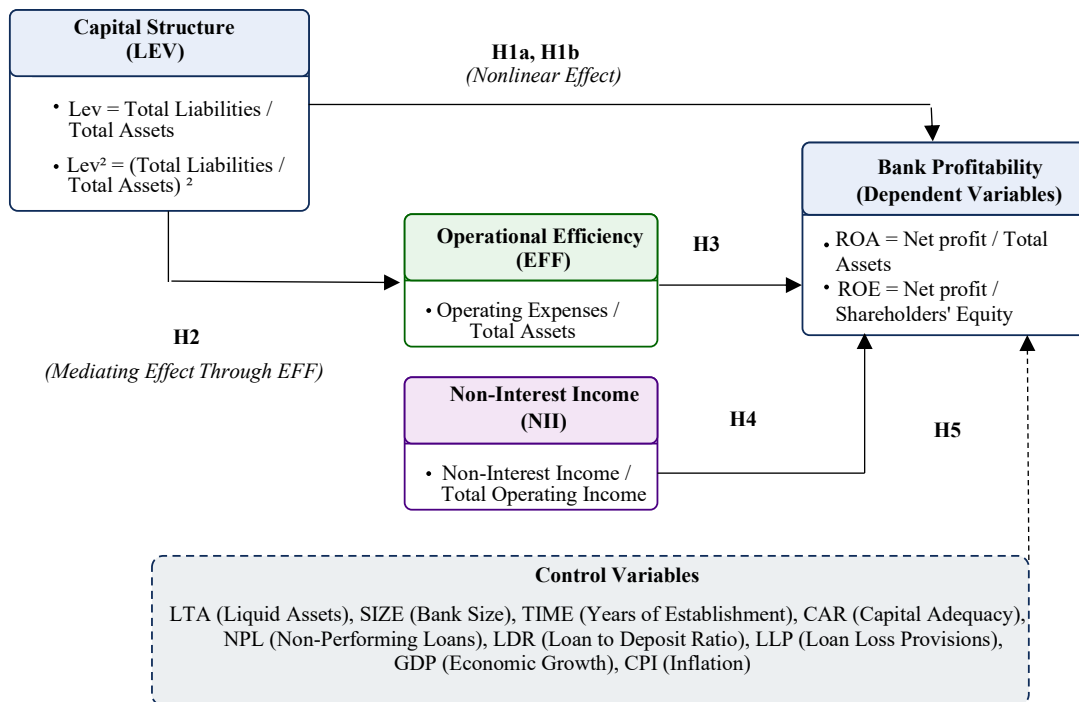 Capital Structure
(LEV)
• Lev = Total Liabilities /
Total Assets
• Lev² = (Total Liabilities /
Total Assets) ²
H1a, H1b
(Nonlinear Effect)
Bank Profitability
(Dependent Variables)
• ROA = Net profit / Total
Assets
• ROE = Net profit /
Shareholders' Equity
Operational Efficiency
(EFF)
• Operating Expenses /
Total Assets
H3
H2
(Mediating Effect Through EFF)
Non-Interest Income
(NII)
• Non-Interest Income /
Total Operating Income
H4
H5
Control Variables
LTA (Liquid Assets), SIZE (Bank Size), TIME (Years of Establishment), CAR (Capital Adequacy),
NPL (Non-Performing Loans), LDR (Loan to Deposit Ratio), LLP (Loan Loss Provisions),
GDP (Economic Growth), CPI (Inflation)